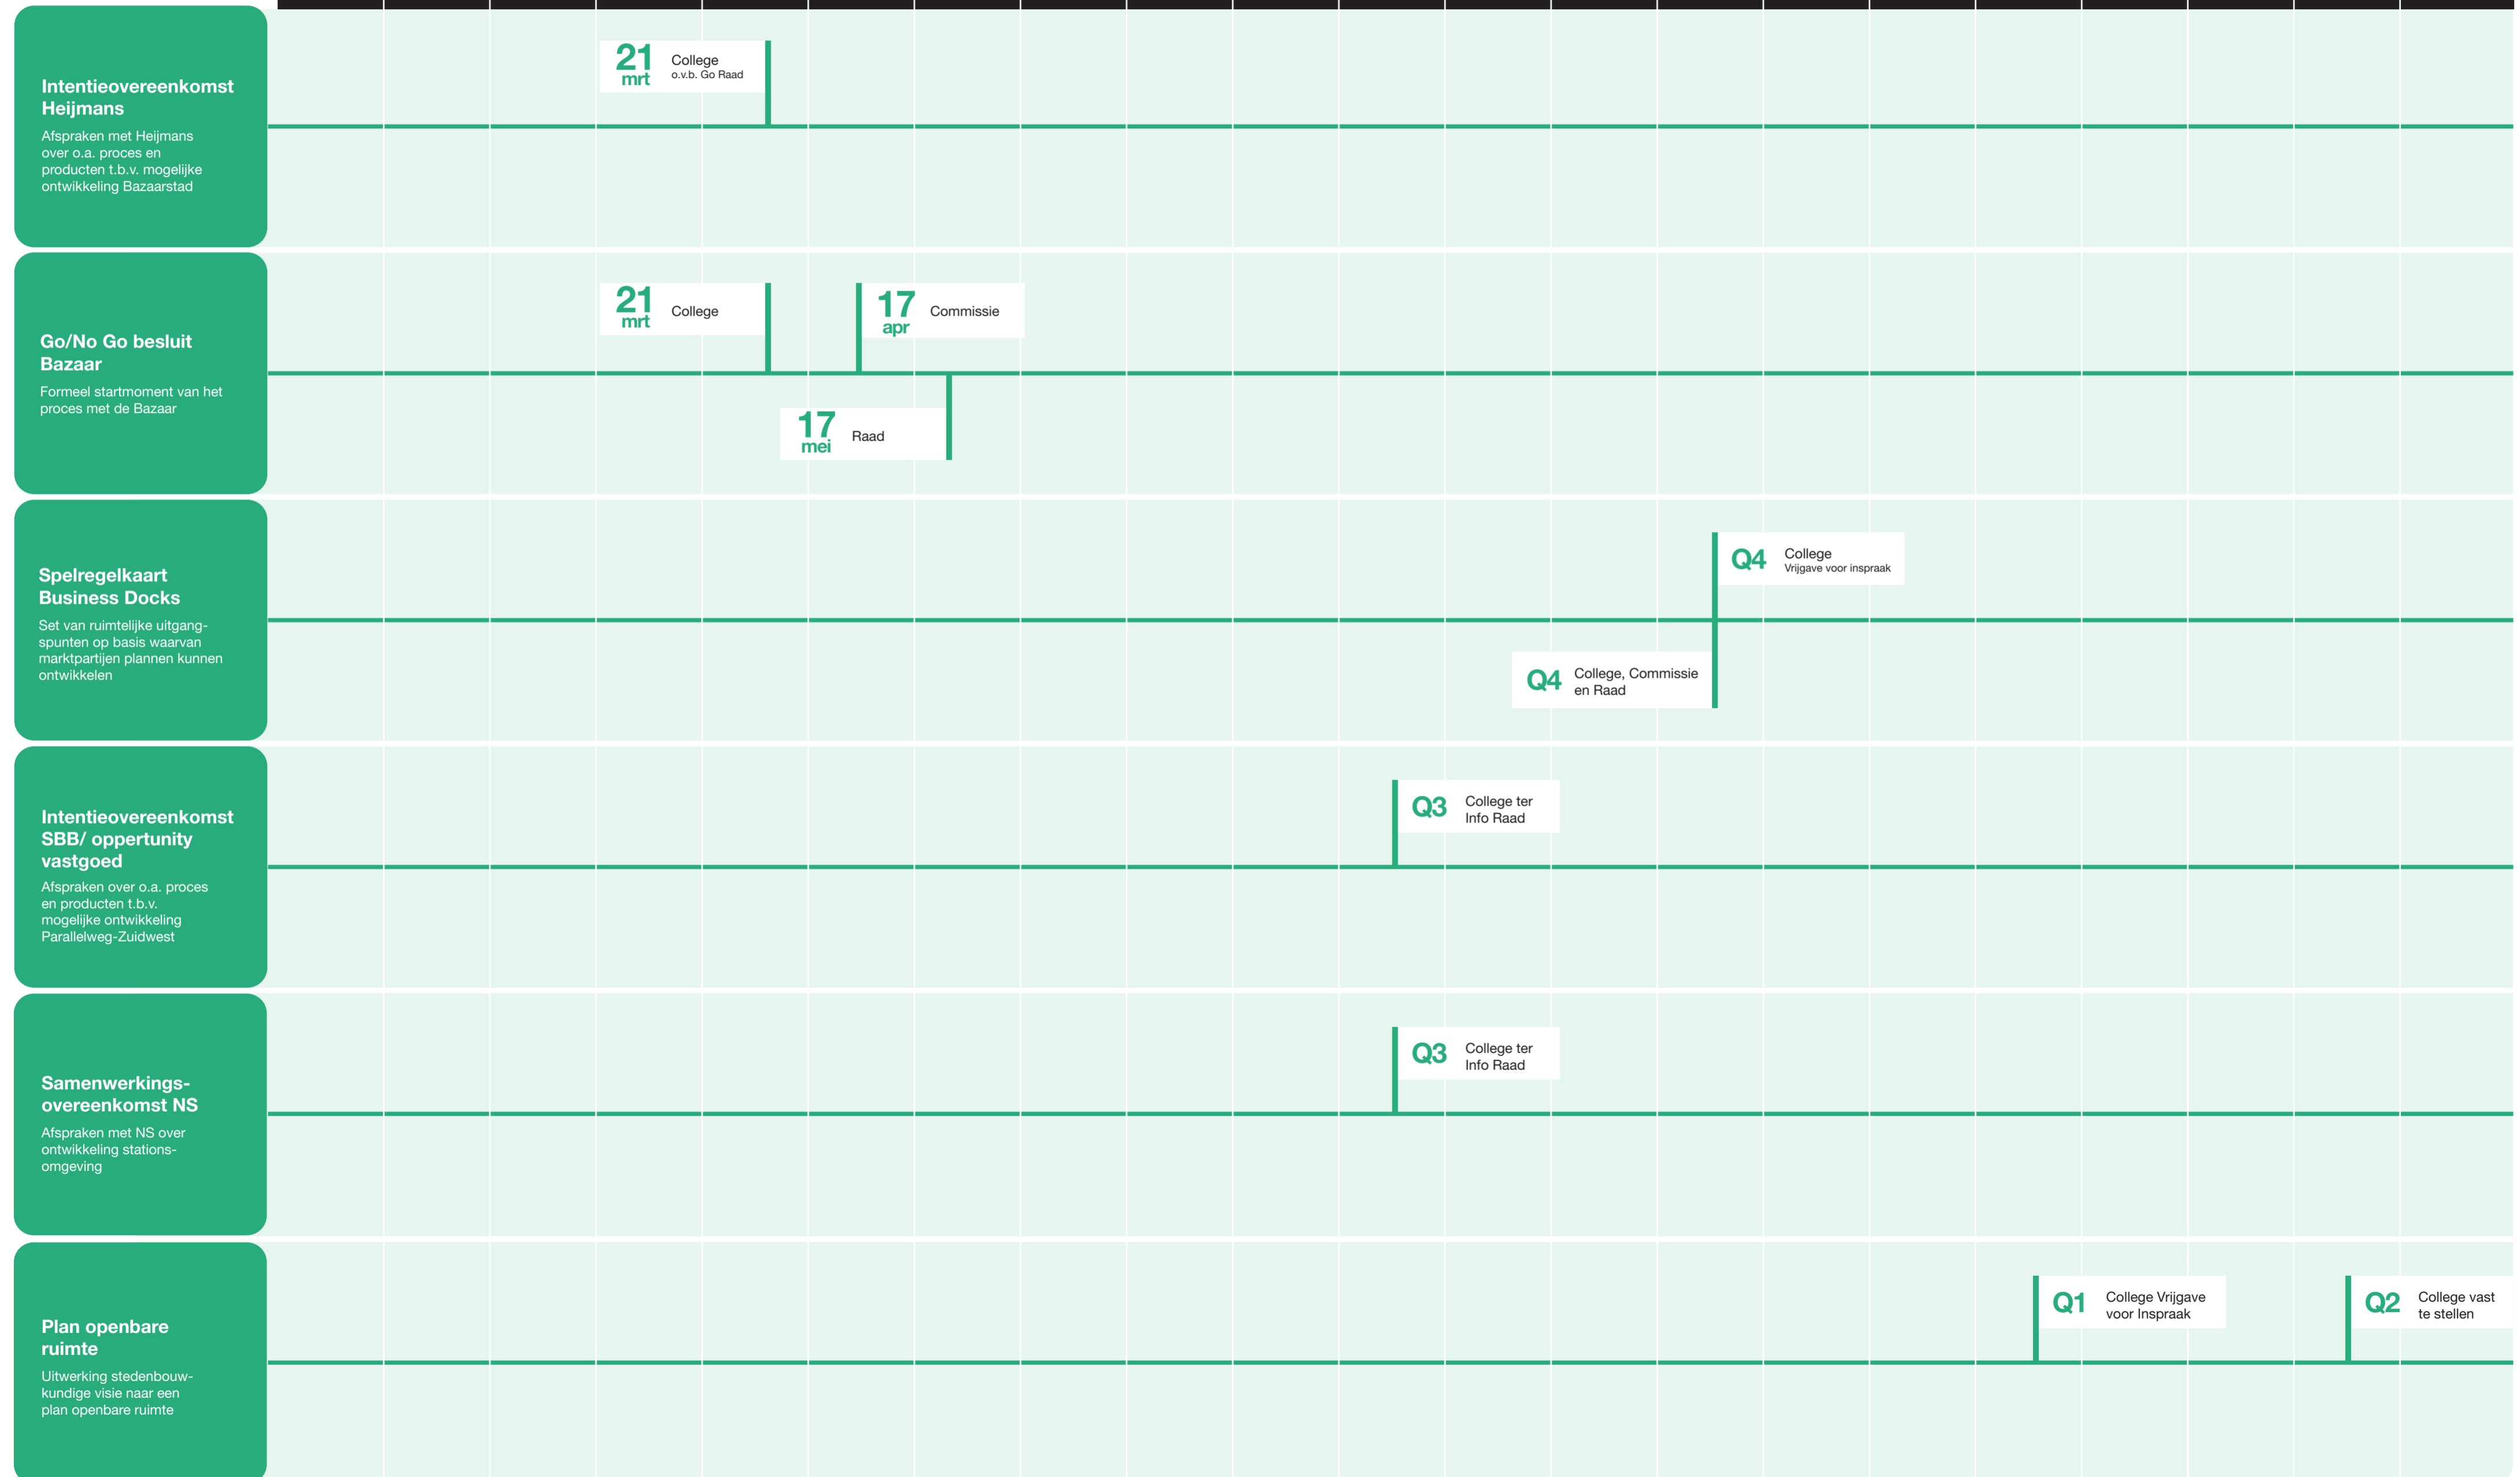 Intentieovereenkomst
Heijmans
Afspraken met Heijmans
over o.a. proces en
producten t.b.v. mogelijke
ontwikkeling Bazaarstad
21
mrt
College
o.v.b. Go Raad
Go/No Go besluit
Bazaar
Formeel startmoment van het
proces met de Bazaar
21
mrt
College
17
apr
Commissie
17
mei
Raad
Spelregelkaart
Business Docks
Set van ruimtelijke uitgang-
spunten op basis waarvan
marktpartijen plannen kunnen
ontwikkelen
Q4
College
Vrijgave voor inspraak
Q4
College, Commissie
en Raad
Intentieovereenkomst
SBB/ oppertunity
vastgoed
Afspraken over o.a. proces
en producten t.b.v.
mogelijke ontwikkeling
Parallelweg-Zuidwest
Q3
College ter
Info Raad
Samenwerkings-
overeenkomst NS
Afspraken met NS over
ontwikkeling stations-
omgeving
Q3
College ter
Info Raad
Plan openbare
ruimte
Uitwerking stedenbouw-
kundige visie naar een
plan openbare ruimte
Q1
College Vrijgave
voor Inspraak
Q2
College vast
te stellen